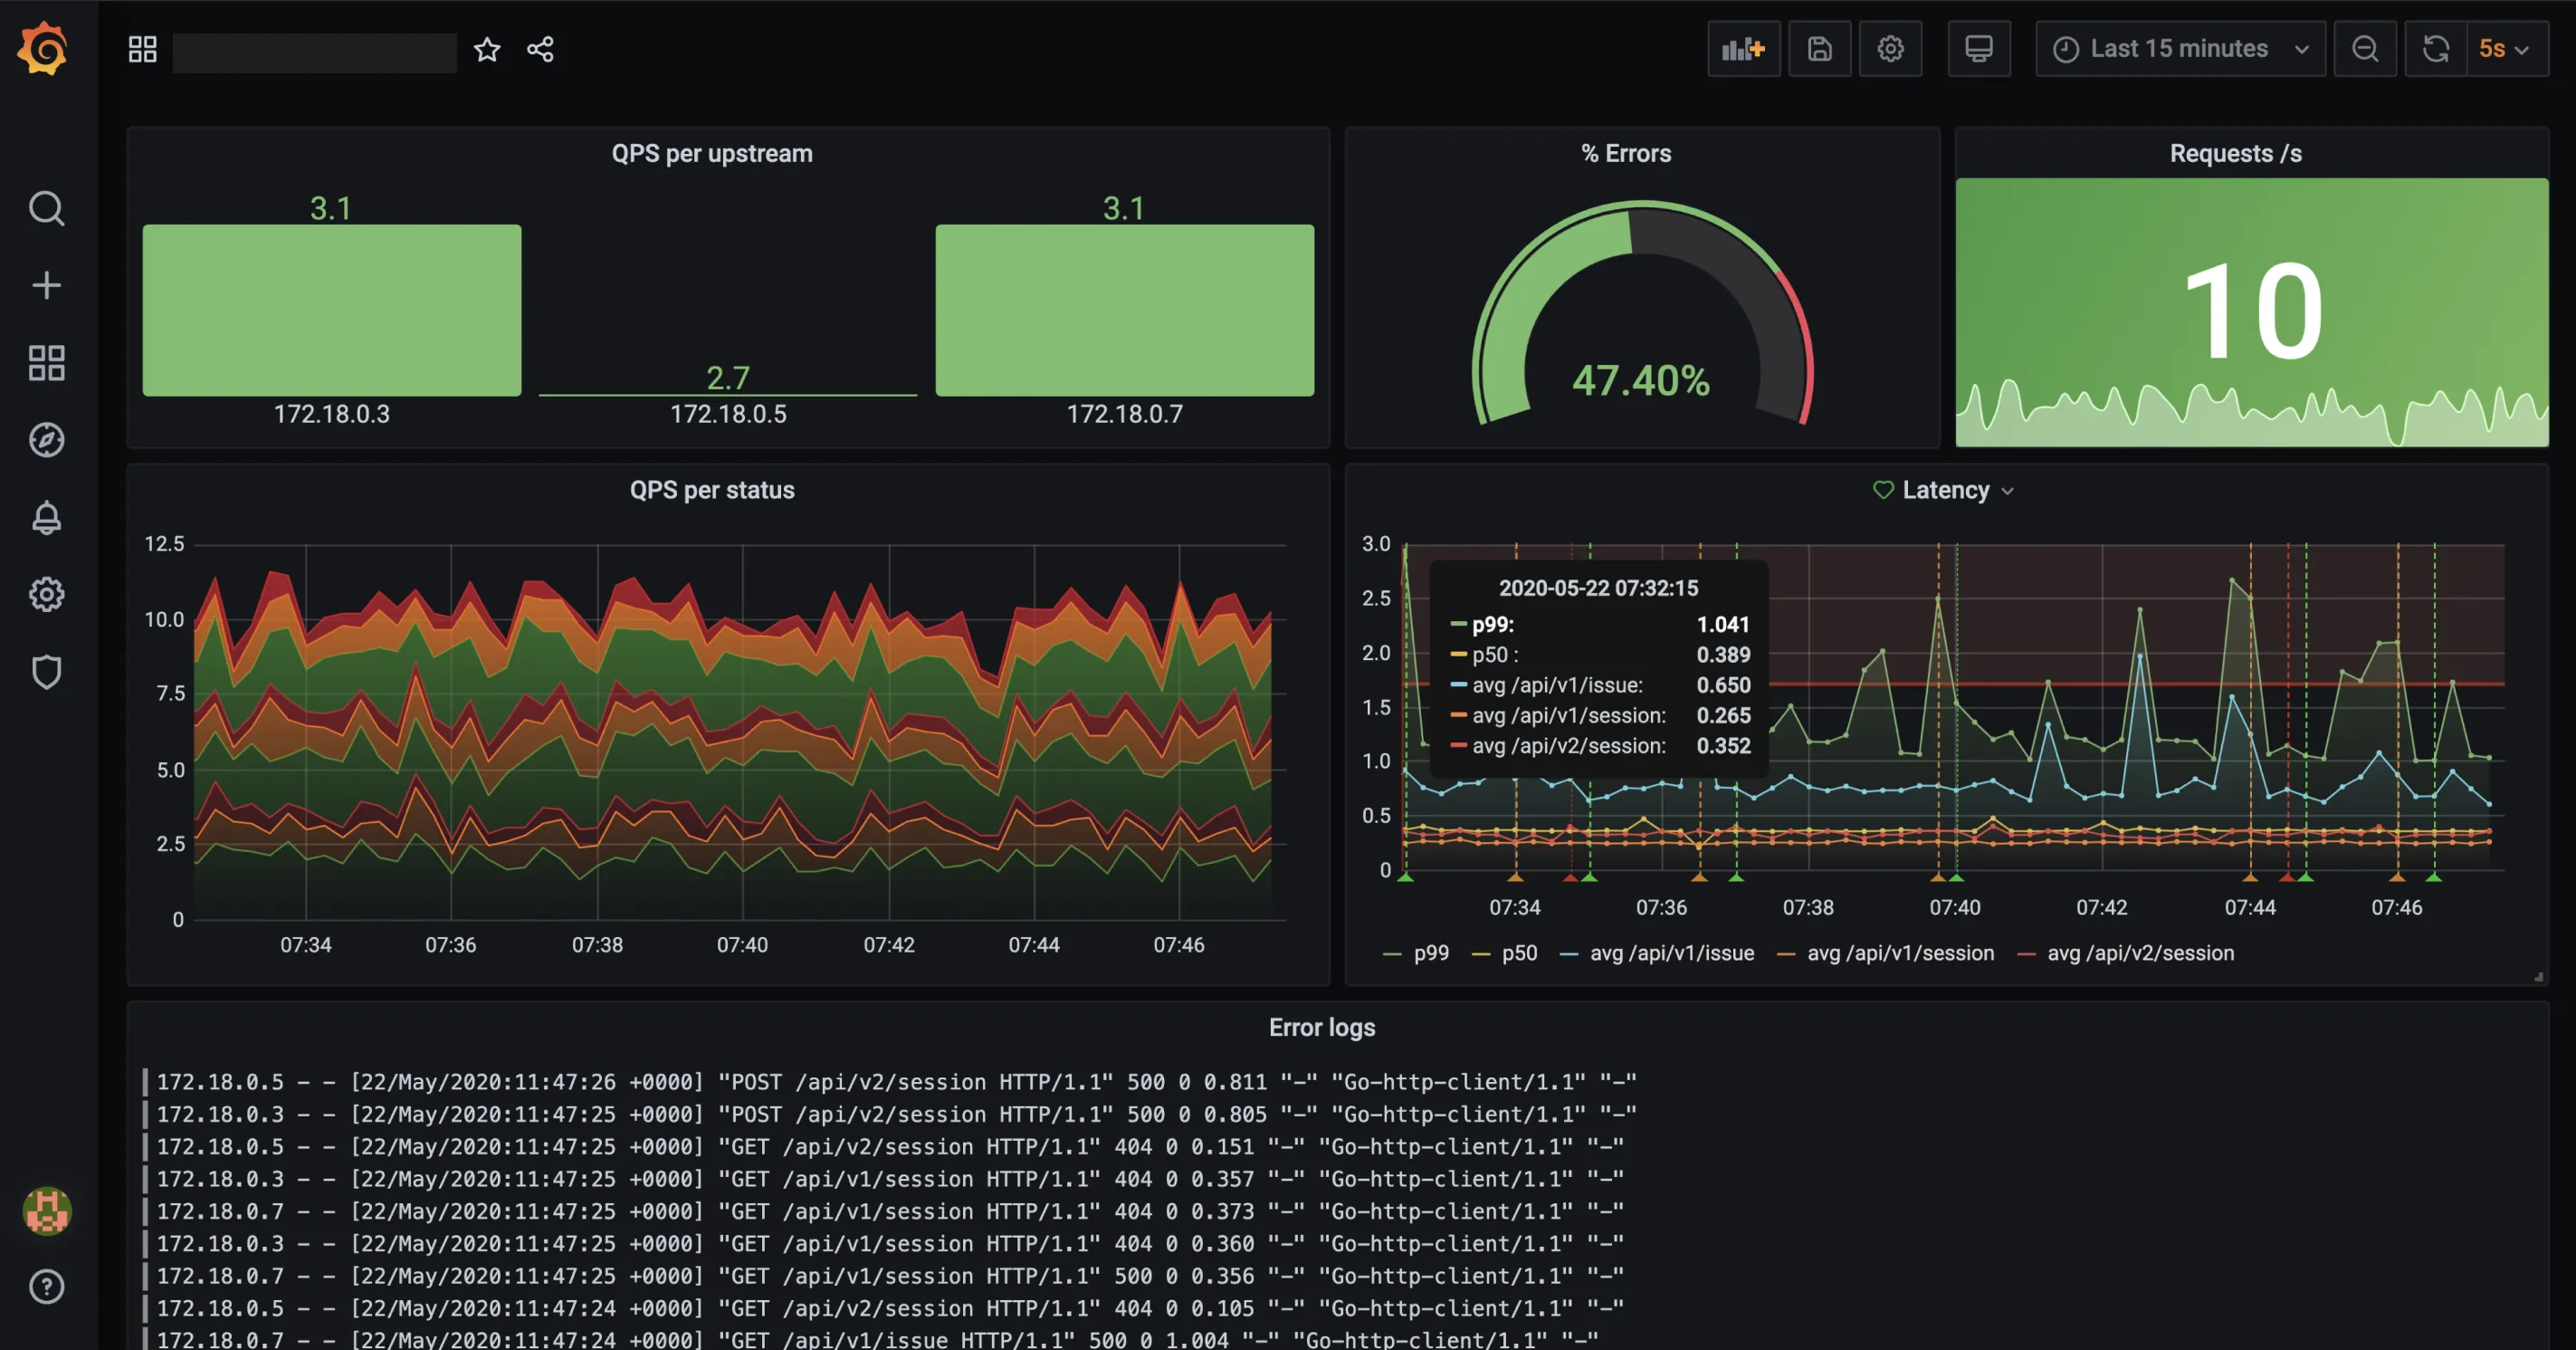 Last 15 minutes
5s
QPS per upstream
3.1
2.7
3.1
172.18.0.3
172.18.0.5
172.18.0.7
% Errors
47.40%
Requests /s
10
QPS per status
12.5
10.0
7.5
5.0
2.5
0
07:34 07:36 07:38 07:40 07:42 07:44 07:46
Latency
3.0
2.5
2.0
1.5
1.0
0.5
0
2020-05-22 07:32:15
p99: 1.041
p50 : 0.389
avg /api/v1/issue: 0.650
avg /api/v1/session: 0.265
avg /api/v2/session: 0.352
07:34 07:36 07:38 07:40 07:42 07:44 07:46
p99 p50 avg /api/v1/issue avg /api/v1/session avg /api/v2/session
Error logs
172.18.0.5 - - [22/May/2020:11:47:26 +0000] "POST /api/v2/session HTTP/1.1" 500 0 0.811 "-" "Go-http-client/1.1" "-"
172.18.0.3 - - [22/May/2020:11:47:25 +0000] "POST /api/v2/session HTTP/1.1" 500 0 0.805 "-" "Go-http-client/1.1" "-"
172.18.0.5 - - [22/May/2020:11:47:25 +0000] "GET /api/v2/session HTTP/1.1" 404 0 0.151 "-" "Go-http-client/1.1" "-"
172.18.0.3 - - [22/May/2020:11:47:25 +0000] "GET /api/v1/session HTTP/1.1" 404 0 0.357 "-" "Go-http-client/1.1" "-"
172.18.0.7 - - [22/May/2020:11:47:25 +0000] "GET /api/v1/session HTTP/1.1" 404 0 0.373 "-" "Go-http-client/1.1" "-"
172.18.0.3 - - [22/May/2020:11:47:25 +0000] "GET /api/v1/session HTTP/1.1" 404 0 0.360 "-" "Go-http-client/1.1" "-"
172.18.0.7 - - [22/May/2020:11:47:25 +0000] "GET /api/v1/session HTTP/1.1" 500 0 0.356 "-" "Go-http-client/1.1" "-"
172.18.0.5 - - [22/May/2020:11:47:24 +0000] "GET /api/v2/session HTTP/1.1" 404 0 0.105 "-" "Go-http-client/1.1" "-"
172.18.0.7 - - [22/May/2020:11:47:24 +0000] "GET /api/v1/issue HTTP/1.1" 500 0 1.004 "-" "Go-http-client/1.1" "-"